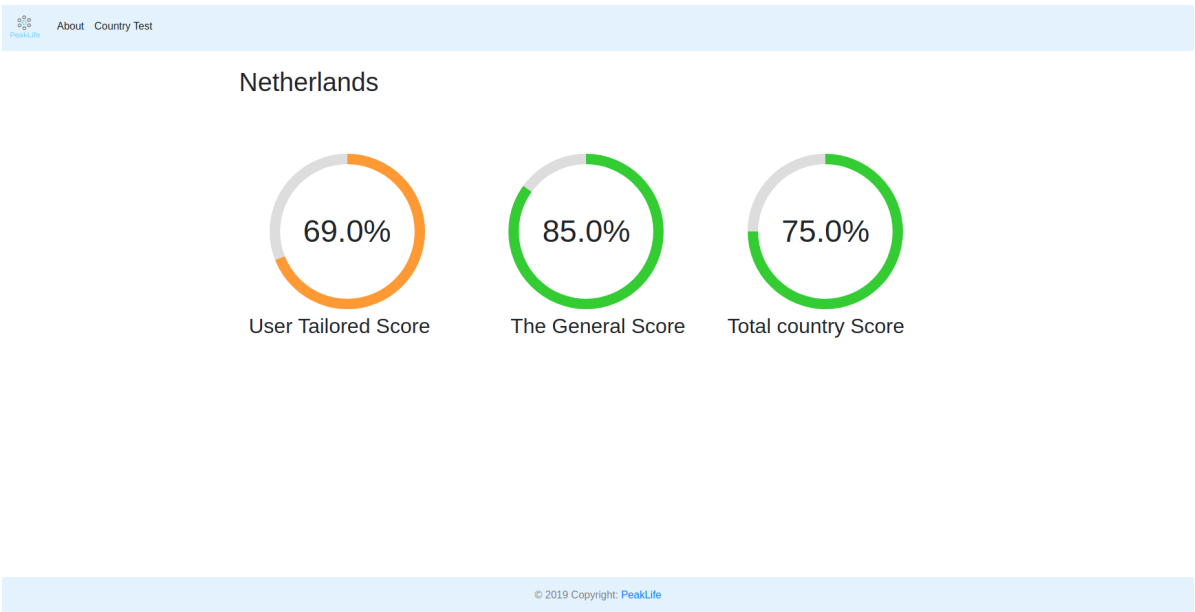 PeakLife
About Country Test
Netherlands
69.0%
85.0%
75.0%
User Tailored Score
The General Score
Total country Score
© 2019 Copyright: PeakLife